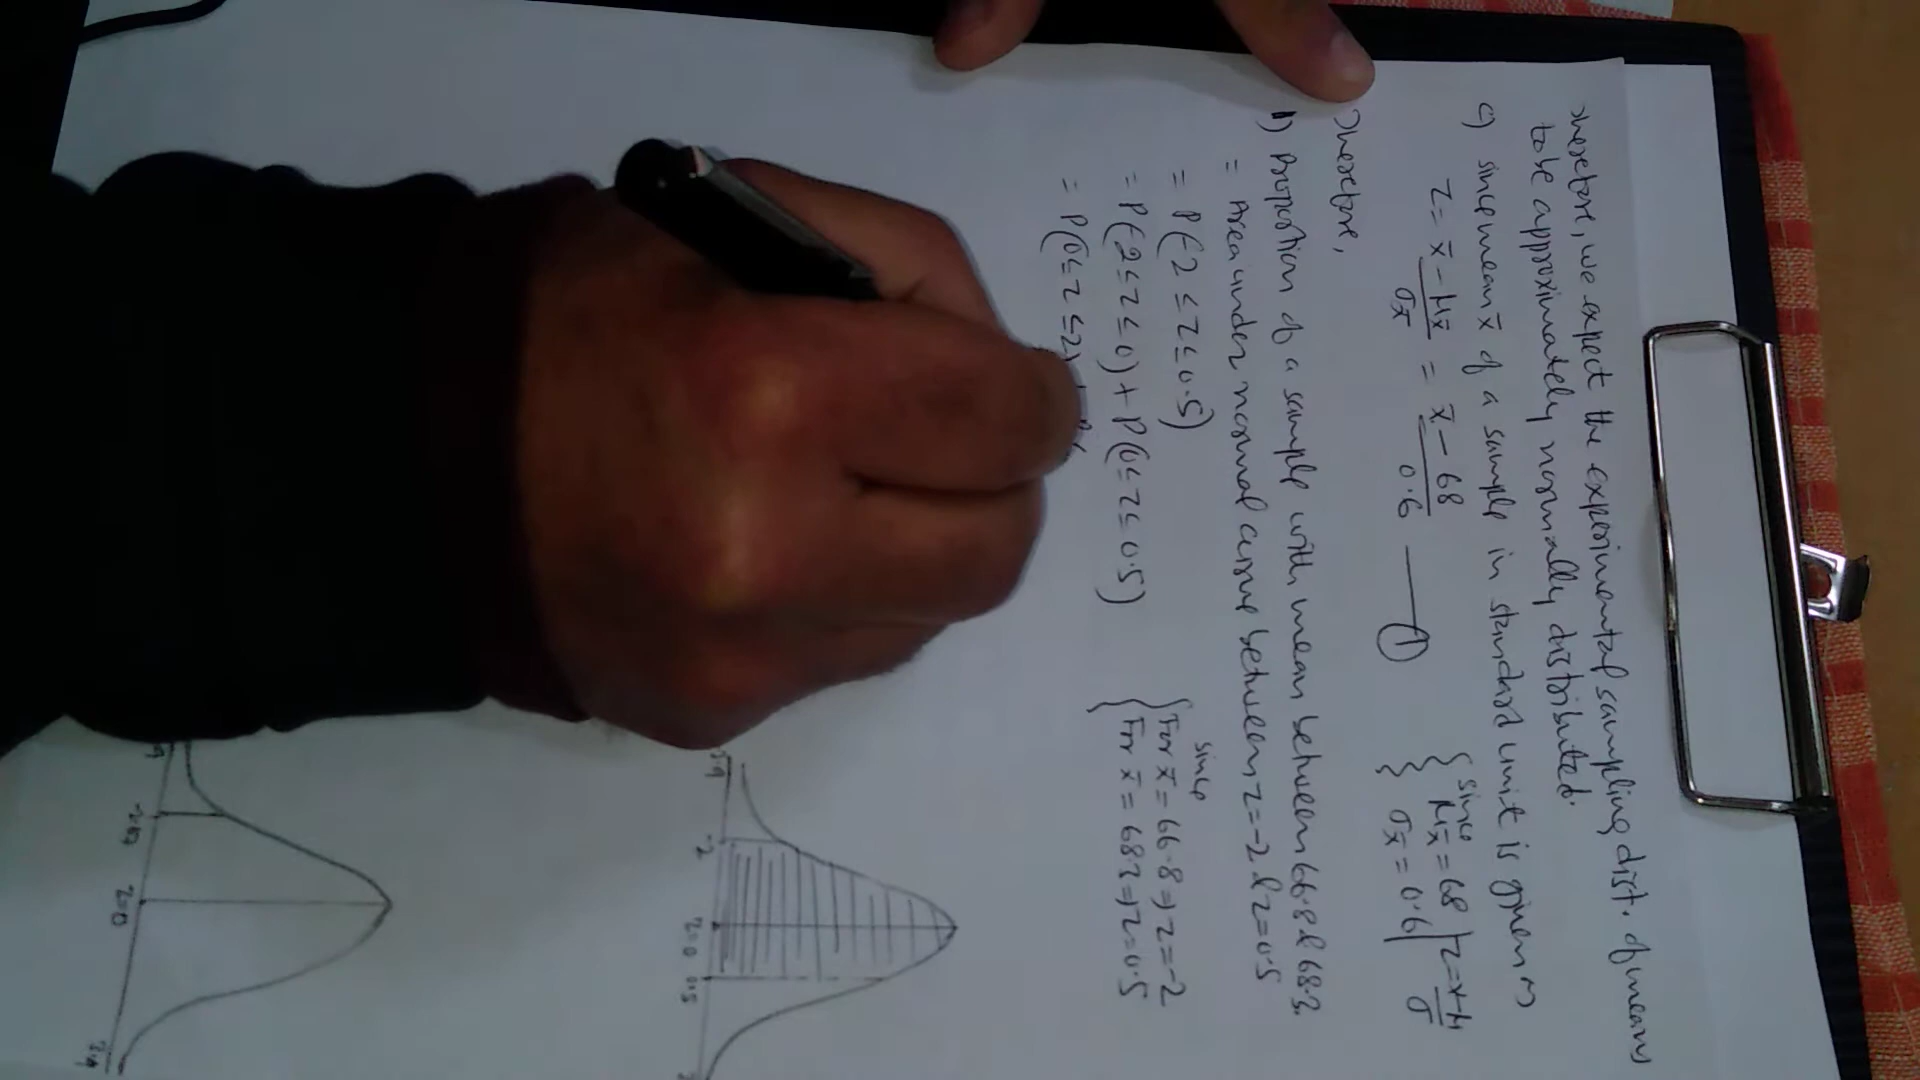 Therefore, we expect the experimental sampling dist. of means
to be approximately normally distributed.
c) since mean x̄ of a sample in standard unit is given as
z = x̄ - μx̄ / σx̄ = x̄ - 68 / 0.6 —— ①
{ since μx̄ = 68 σx̄ = 0.6 | z = x-μ / σ }
Therefore,
1) Proportion of a sample with mean between 66.8 & 68.3.
= Area under normal curve between z = -2 & z = 0.5
= P(-2 ≤ z ≤ 0.5)
since
{ For x̄ = 66.8 ⇒ z = -2
{ For x̄ = 68.3 ⇒ z = 0.5
= P(-2 ≤ z ≤ 0) + P(0 ≤ z ≤ 0.5)
= P(0 ≤ z ≤ 2)
-2 z=0 0.5
z=0